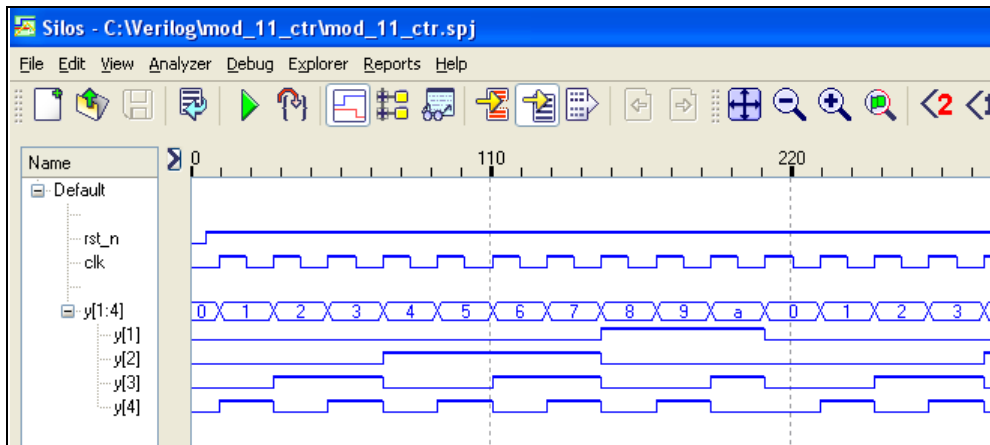 Silos - C:\Verilog\mod_11_ctr\mod_11_ctr.spj
File Edit View Analyzer Debug Explorer Reports Help
2 1
Name 0 110 220
Default
rst_n
clk
y[1:4] 0 1 2 3 4 5 6 7 8 9 a 0 1 2 3
y[1]
y[2]
y[3]
y[4]